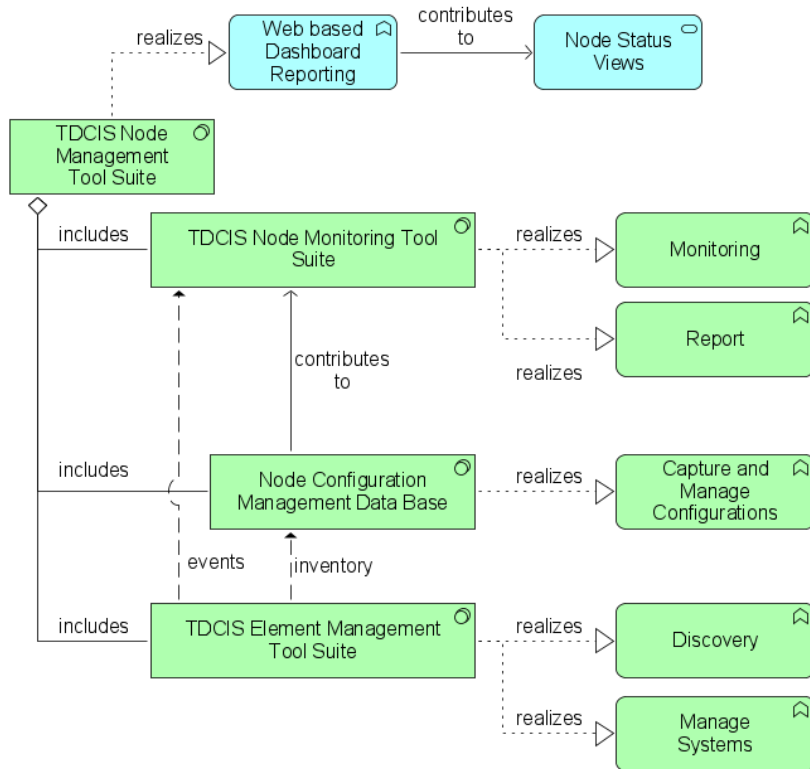 realizes
Web based
Dashboard
Reporting
contributes
to
Node Status
Views
TDCIS Node
Management
Tool Suite
includes
TDCIS Node Monitoring Tool
Suite
realizes
Monitoring
contributes
to
realizes
Report
includes
Node Configuration
Management Data Base
realizes
Capture and
Manage
Configurations
events
inventory
includes
TDCIS Element Management
Tool Suite
realizes
Discovery
realizes
Manage
Systems